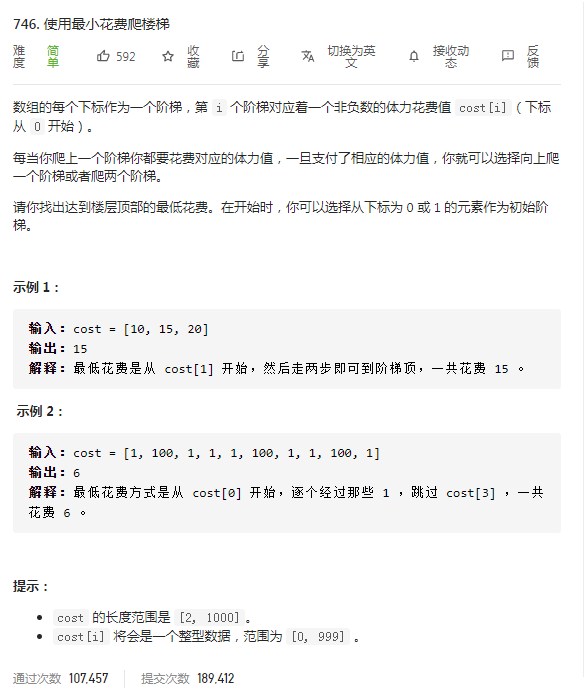 746. 使用最小花费爬楼梯
难度 简单 592 收藏 分享 切换为英文 接收动态 反馈
数组的每个下标作为一个阶梯，第 i 个阶梯对应着一个非负数的体力花费值 cost[i]（下标
从 0 开始）。
每当你爬上一个阶梯你都要花费对应的体力值，一旦支付了相应的体力值，你就可以选择向上爬
一个阶梯或者爬两个阶梯。
请你找出达到楼层顶部的最低花费。在开始时，你可以选择从下标为 0 或 1 的元素作为初始阶
梯。
示例 1：
输入：cost = [10, 15, 20]
输出：15
解释：最低花费是从 cost[1] 开始，然后走两步即可到阶梯顶，一共花费 15 。
示例 2：
输入：cost = [1, 100, 1, 1, 1, 100, 1, 1, 100, 1]
输出：6
解释：最低花费方式是从 cost[0] 开始，逐个经过那些 1 ，跳过 cost[3] ，一共
花费 6 。
提示：
• cost 的长度范围是 [2, 1000]。
• cost[i] 将会是一个整型数据，范围为 [0, 999] 。
通过次数 107,457 提交次数 189,412